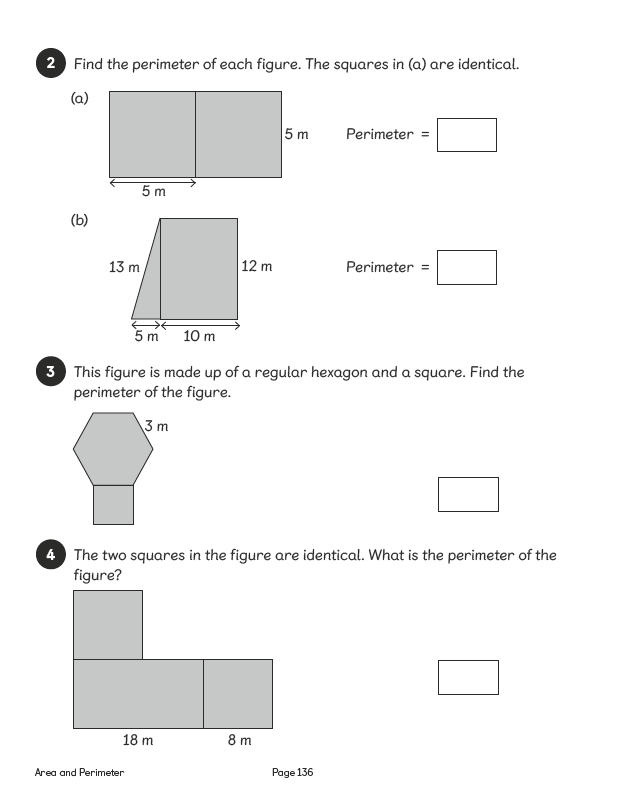 2 Find the perimeter of each figure. The squares in (a) are identical.
(a)
5 m
Perimeter =
5 m
(b)
13 m
12 m
Perimeter =
5 m 10 m
3 This figure is made up of a regular hexagon and a square. Find the
perimeter of the figure.
3 m
4 The two squares in the figure are identical. What is the perimeter of the
figure?
18 m 8 m
Area and Perimeter Page 136